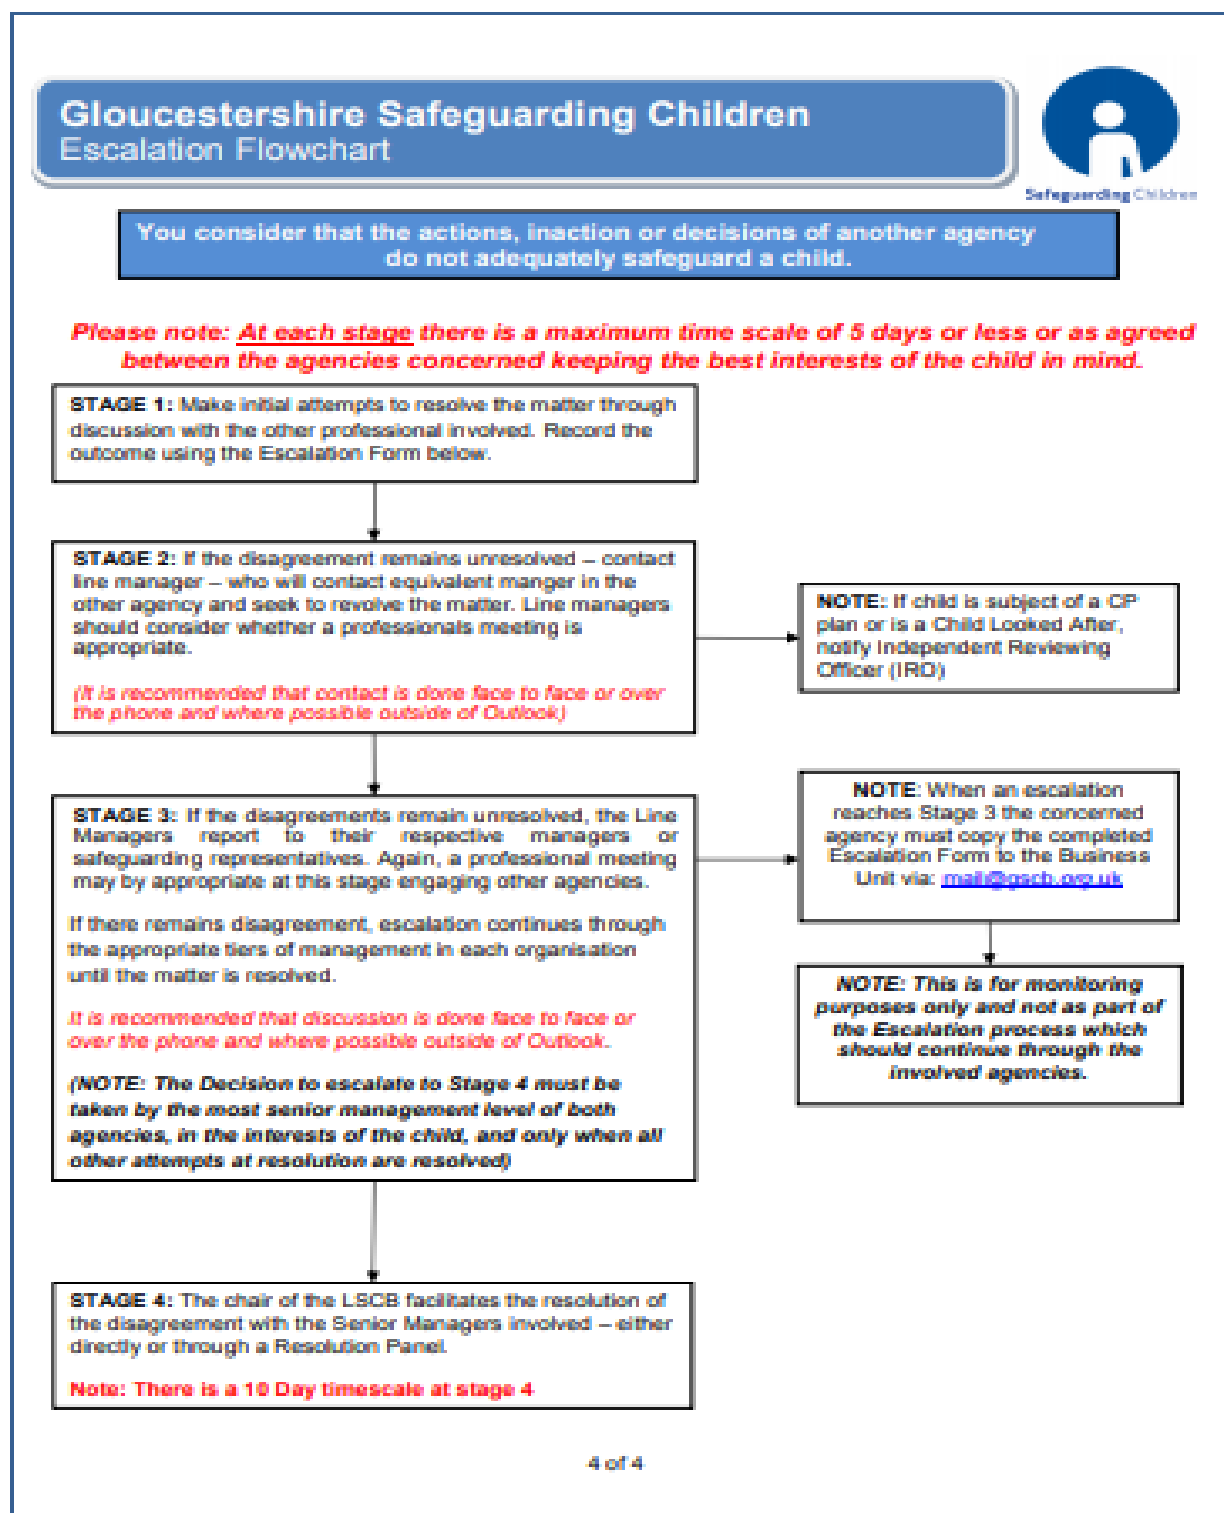 Gloucestershire Safeguarding Children
Escalation Flowchart
Safeguarding Children
You consider that the actions, inaction or decisions of another agency
do not adequately safeguard a child.
Please note: At each stage there is a maximum time scale of 5 days or less or as agreed
between the agencies concerned keeping the best interests of the child in mind.
STAGE 1: Make initial attempts to resolve the matter through
discussion with the other professional involved. Record the
outcome using the Escalation Form below.
STAGE 2: If the disagreement remains unresolved – contact
line manager – who will contact equivalent manger in the
other agency and seek to revolve the matter. Line managers
should consider whether a professionals meeting is
appropriate.
(It is recommended that contact is done face to face or over
the phone and where possible outside of Outlook)
NOTE: If child is subject of a CP
plan or is a Child Looked After,
notify Independent Reviewing
Officer (IRO)
STAGE 3: If the disagreements remain unresolved, the Line
Managers report to their respective managers or
safeguarding representatives. Again, a professional meeting
may by appropriate at this stage engaging other agencies.
If there remains disagreement, escalation continues through
the appropriate tiers of management in each organisation
until the matter is resolved.
It is recommended that discussion is done face to face or
over the phone and where possible outside of Outlook.
(NOTE: The Decision to escalate to Stage 4 must be
taken by the most senior management level of both
agencies, in the interests of the child, and only when all
other attempts at resolution are resolved)
NOTE: When an escalation
reaches Stage 3 the concerned
agency must copy the completed
Escalation Form to the Business
Unit via: mail@gscb.org.uk
NOTE: This is for monitoring
purposes only and not as part of
the Escalation process which
should continue through the
involved agencies.
STAGE 4: The chair of the LSCB facilitates the resolution of
the disagreement with the Senior Managers involved – either
directly or through a Resolution Panel.
Note: There is a 10 Day timescale at stage 4
4 of 4